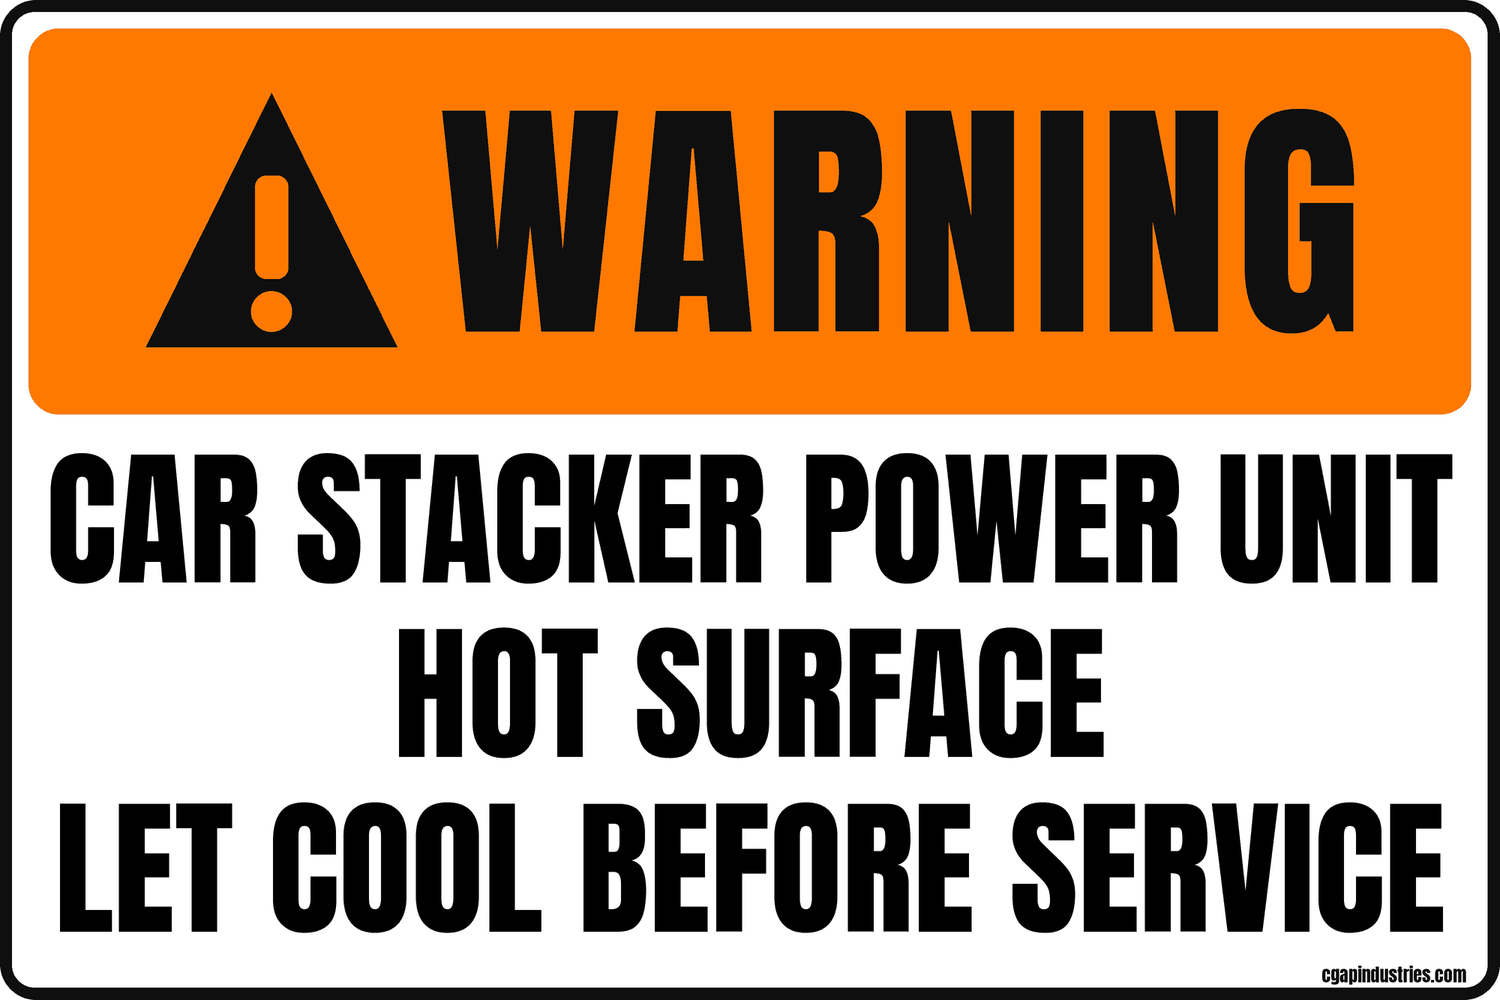 WARNING
CAR STACKER POWER UNIT
HOT SURFACE
LET COOL BEFORE SERVICE
cgapindustries.com